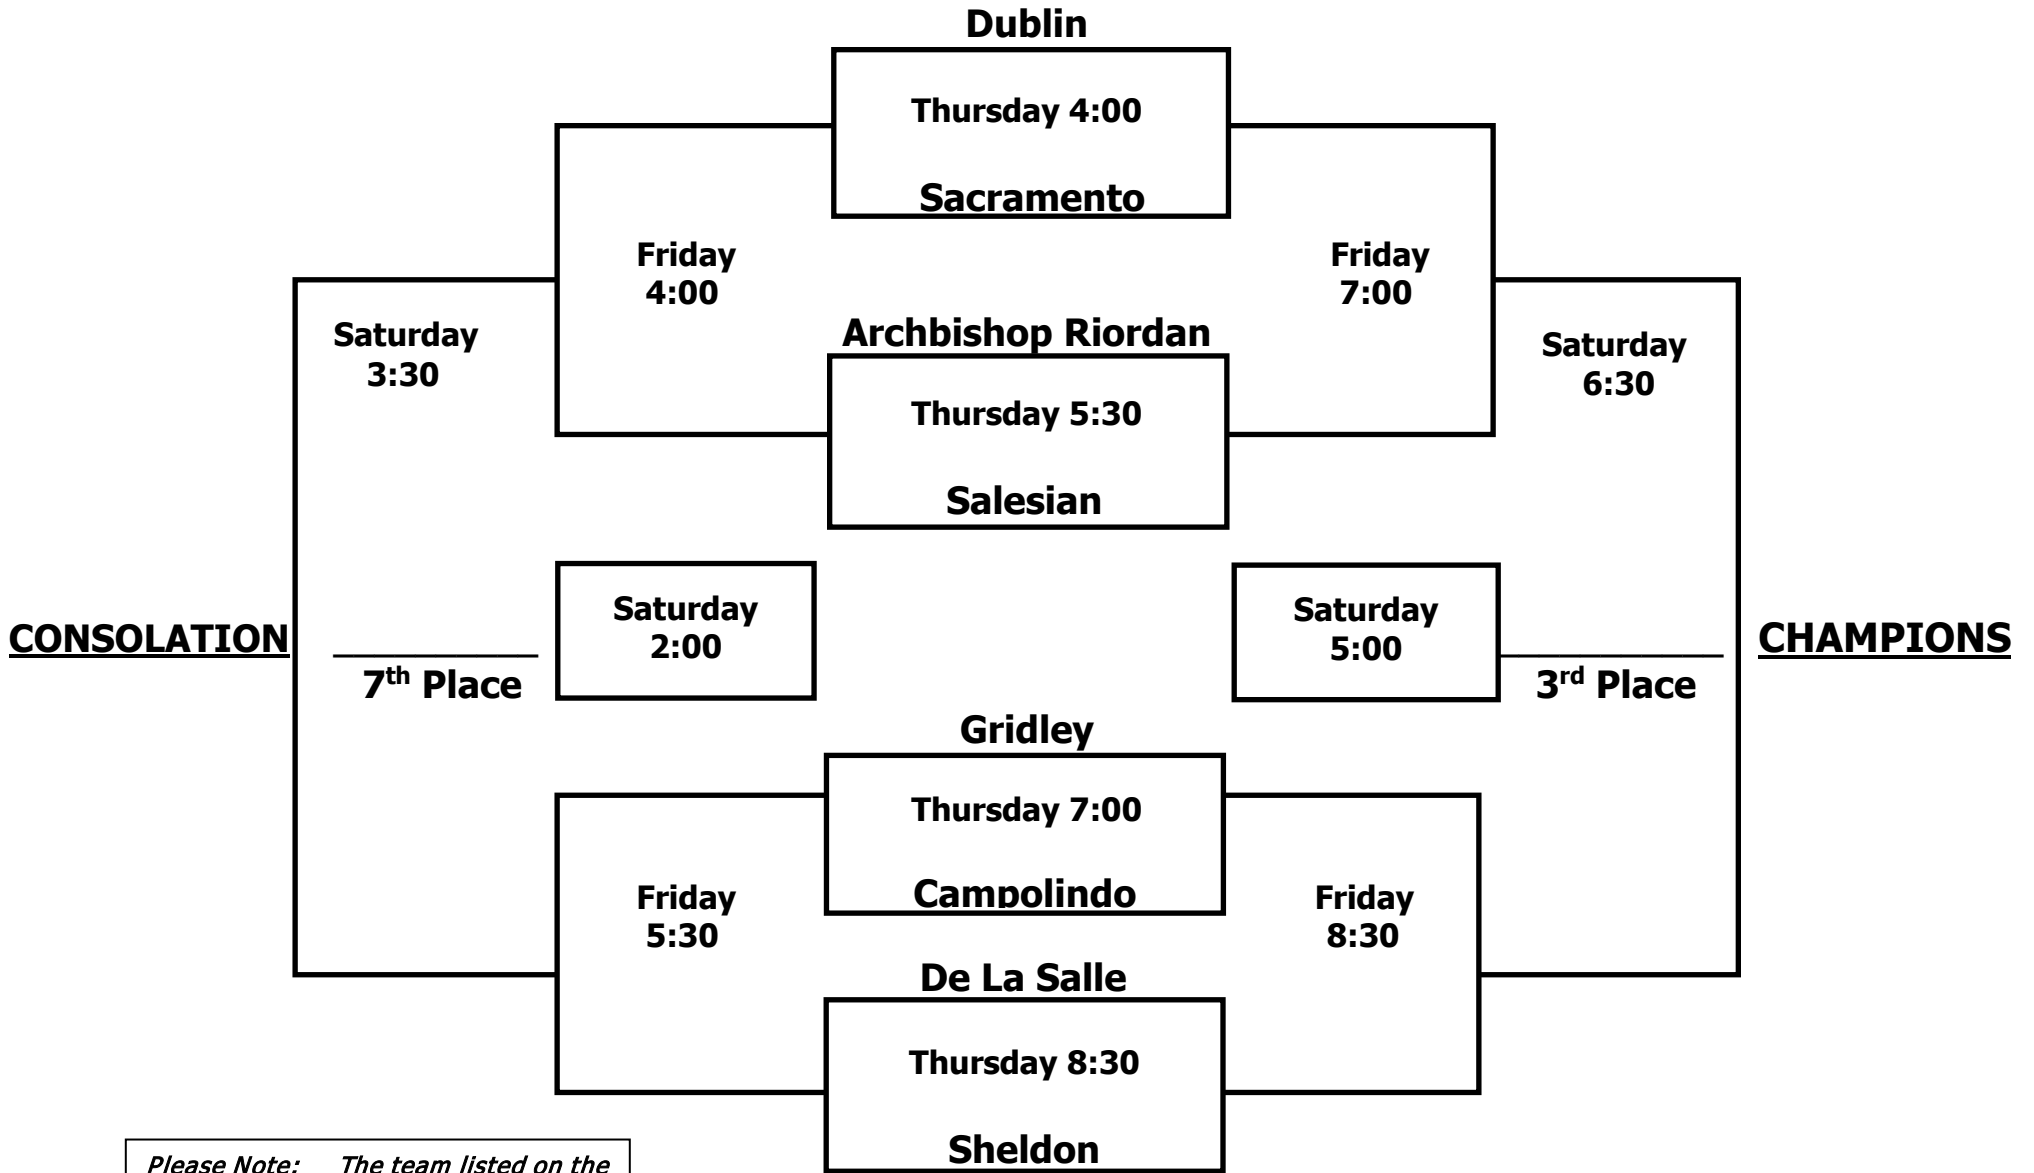 Dublin
Thursday 4:00
Sacramento
Friday
4:00
Friday
7:00
Archbishop Riordan
Saturday
3:30
Saturday
6:30
Thursday 5:30
Salesian
Saturday
2:00
Saturday
5:00
CONSOLATION
7th Place
3rd Place
CHAMPIONS
Gridley
Thursday 7:00
Campolindo
Friday
5:30
Friday
8:30
De La Salle
Thursday 8:30
Sheldon
Please Note: The team listed on the